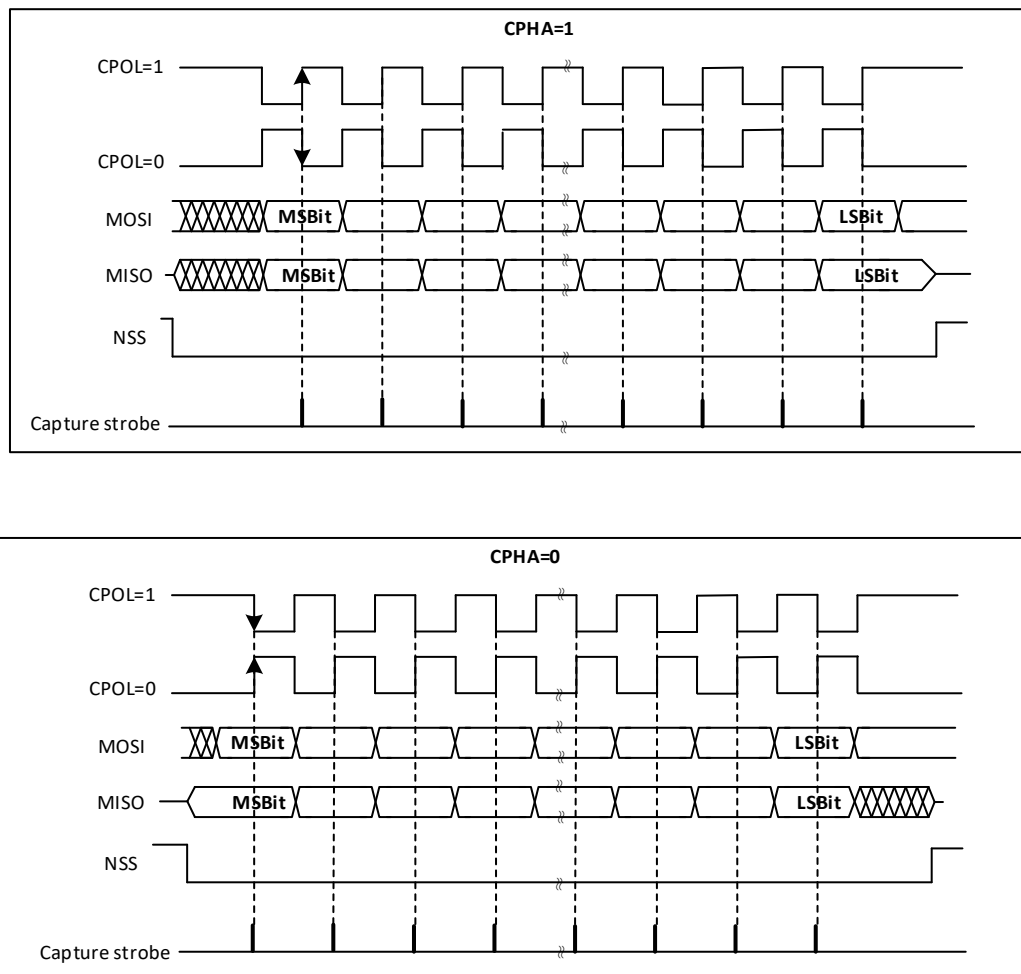 CPHA=1
CPOL=1
CPOL=0
MOSI MSBit LSBit
MISO MSBit LSBit
NSS
Capture strobe
CPHA=0
CPOL=1
CPOL=0
MOSI MSBit LSBit
MISO MSBit LSBit
NSS
Capture strobe